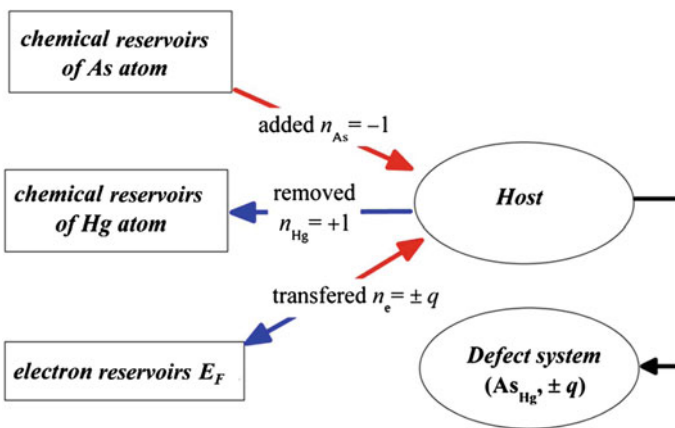 chemical reservoirs
of As atom
added nAs = −1
chemical reservoirs
of Hg atom
removed
nHg = +1
Host
transfered ne = ± q
electron reservoirs EF
Defect system
(AsHg, ± q)